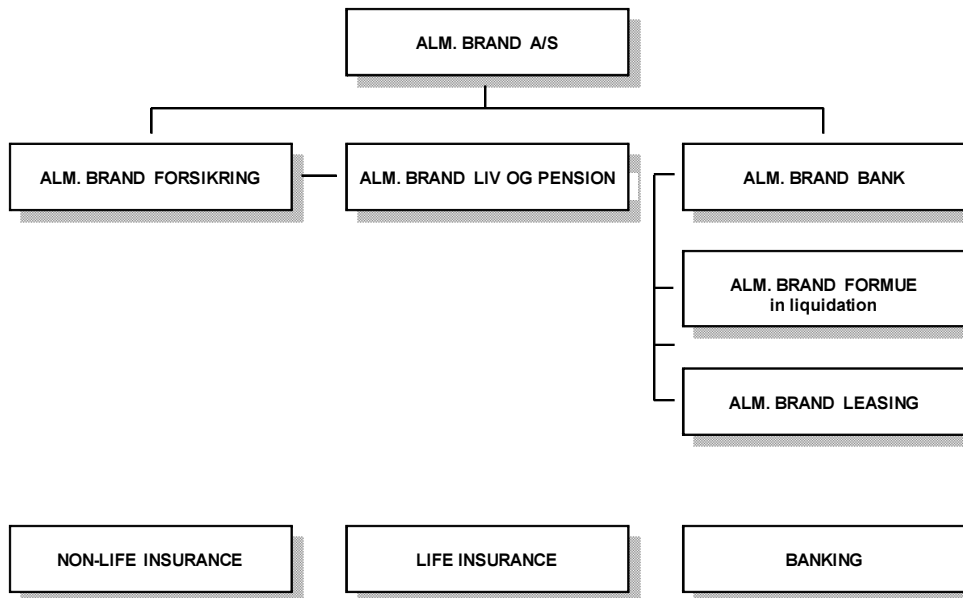 ALM. BRAND A/S
ALM. BRAND FORSIKRING
ALM. BRAND LIV OG PENSION
ALM. BRAND BANK
ALM. BRAND FORMUE
in liquidation
ALM. BRAND LEASING
NON-LIFE INSURANCE
LIFE INSURANCE
BANKING